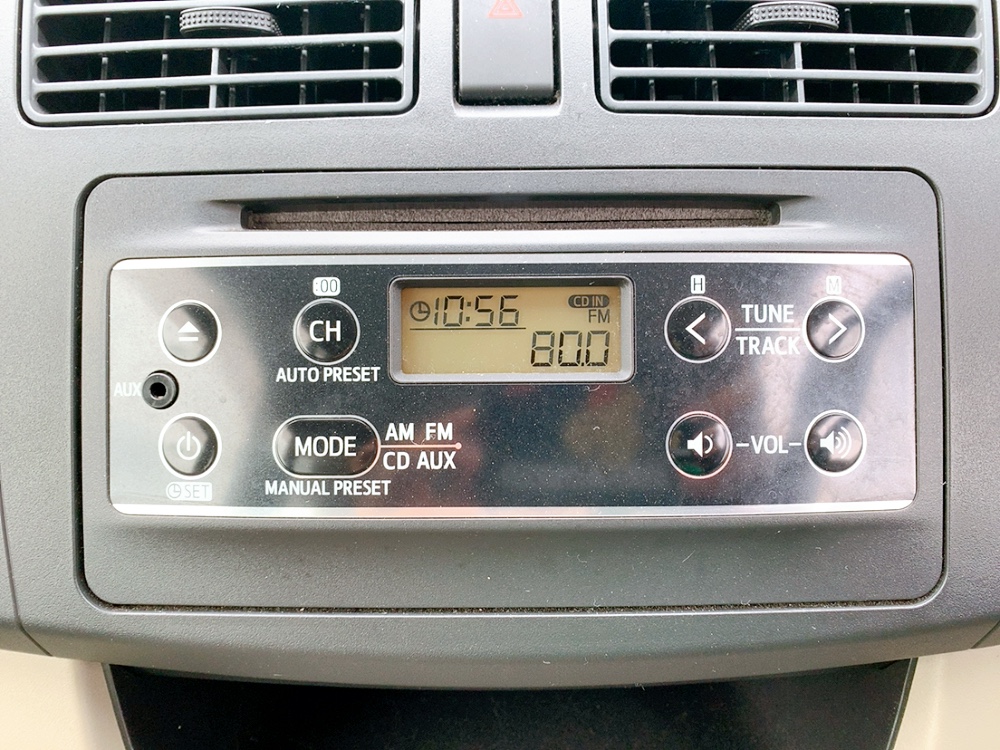 :00
H
M
10:56
CD IN
FM
80.0
CH
TUNE
TRACK
AUTO PRESET
AUX
MODE
AM FM
CD AUX
-VOL-
MANUAL PRESET
SET